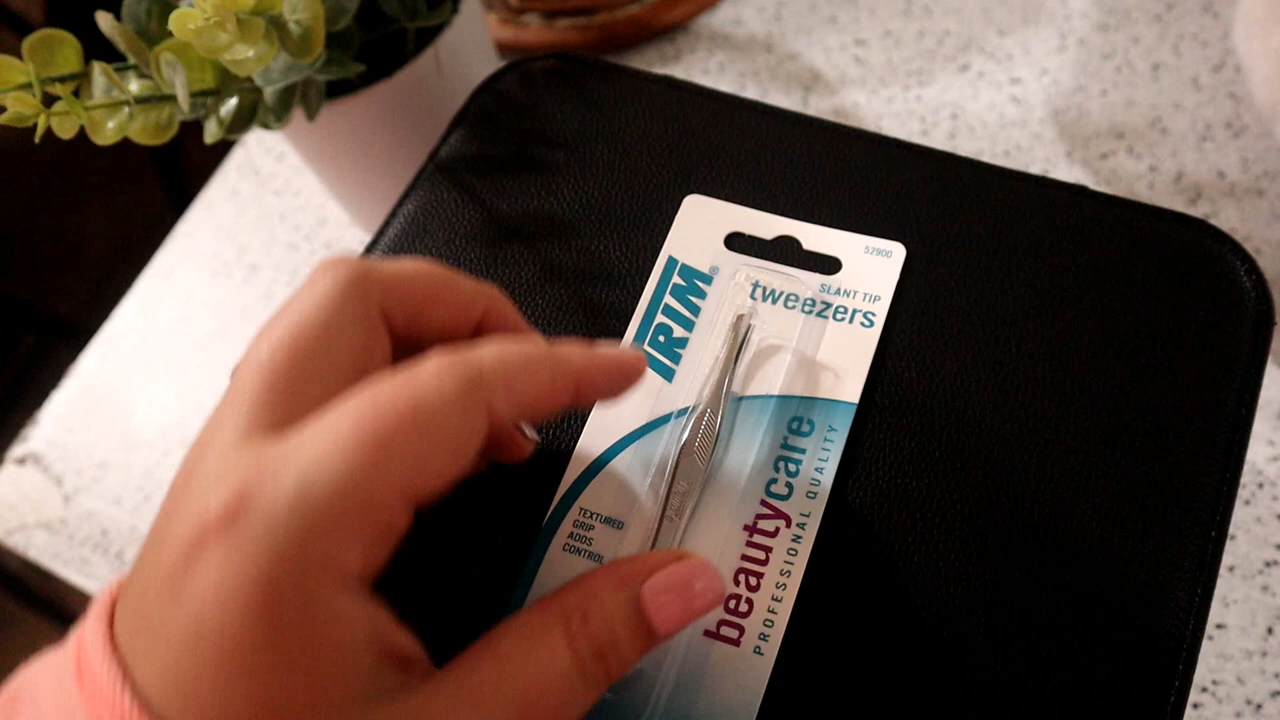 52900
TRIM®
SLANT TIP
tweezers
TEXTURED
GRIP
ADDS
CONTROL
beautycare
PROFESSIONAL QUALITY